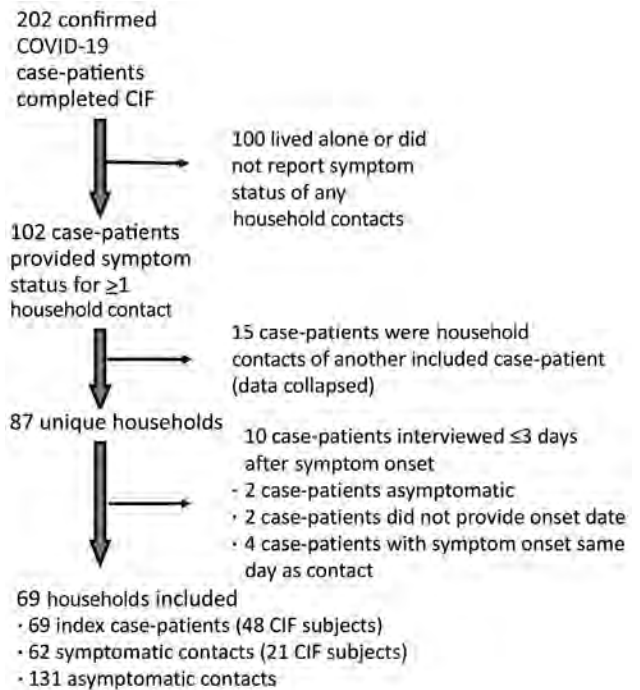 202 confirmed
COVID-19
case-patients
completed CIF
100 lived alone or did
not report symptom
status of any
household contacts
102 case-patients
provided symptom
status for ≥1
household contact
15 case-patients were household
contacts of another included case-patient
(data collapsed)
87 unique households
10 case-patients interviewed ≤3 days
after symptom onset
· 2 case-patients asymptomatic
· 2 case-patients did not provide onset date
· 4 case-patients with symptom onset same
day as contact
69 households included
· 69 index case-patients (48 CIF subjects)
· 62 symptomatic contacts (21 CIF subjects)
· 131 asymptomatic contacts